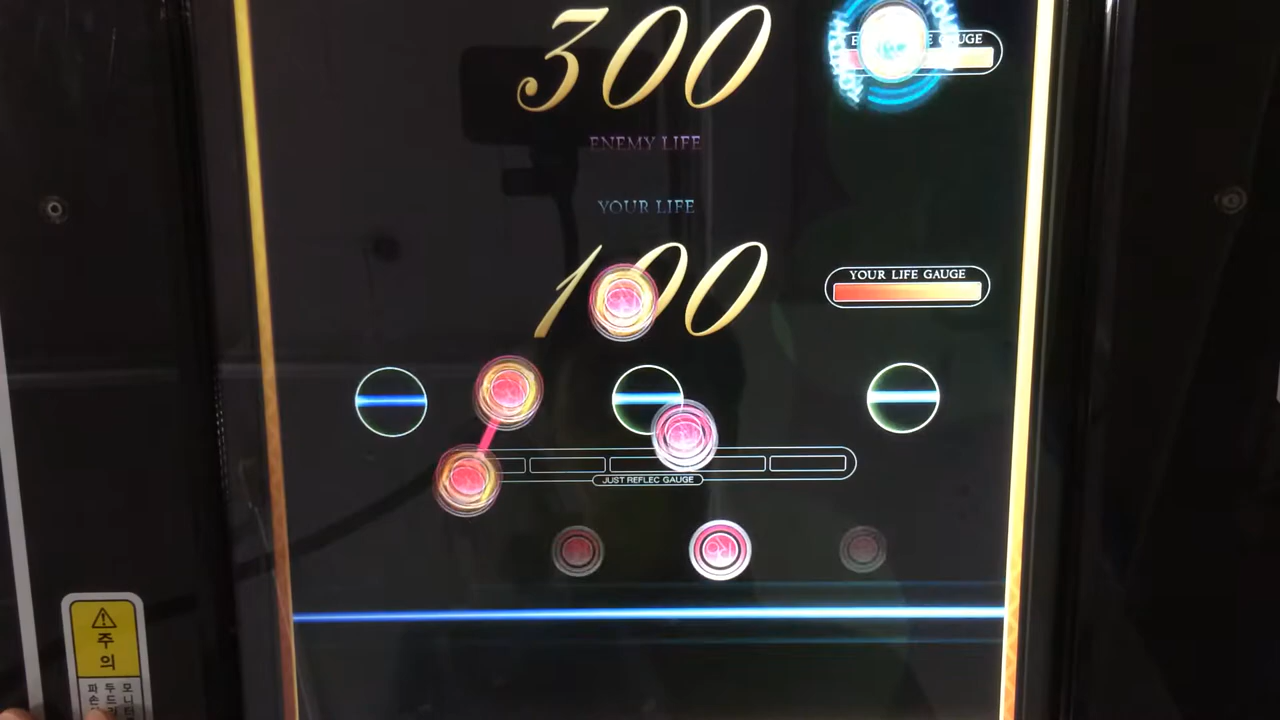 300
ENEMY LIFE
YOUR LIFE
100
YOUR LIFE GAUGE
JUST REFLEC GAUGE
주
의